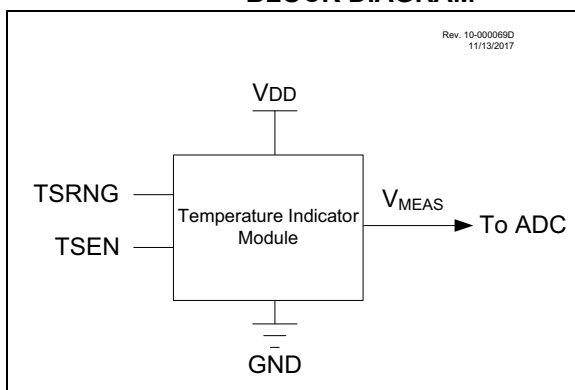 BLOCK DIAGRAM
Rev. 10-000069D
11/13/2017
VDD
TSRNG
TSEN
Temperature Indicator
Module
VMEAS
To ADC
GND